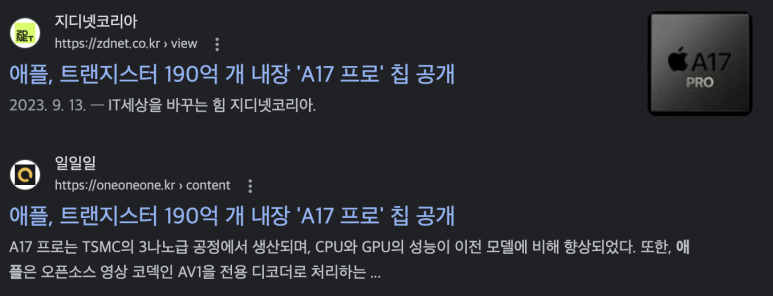 지디넷코리아
https://zdnet.co.kr › view
애플, 트랜지스터 190억 개 내장 'A17 프로' 칩 공개
2023. 9. 13. — IT세상을 바꾸는 힘 지디넷코리아.
ZD
NET
A17
PRO
일일일
https://oneoneone.kr › content
애플, 트랜지스터 190억 개 내장 'A17 프로' 칩 공개
A17 프로는 TSMC의 3나노급 공정에서 생산되며, CPU와 GPU의 성능이 이전 모델에 비해 향상되었다. 또한, 애
플은 오픈소스 영상 코덱인 AV1을 전용 디코더로 처리하는 ...